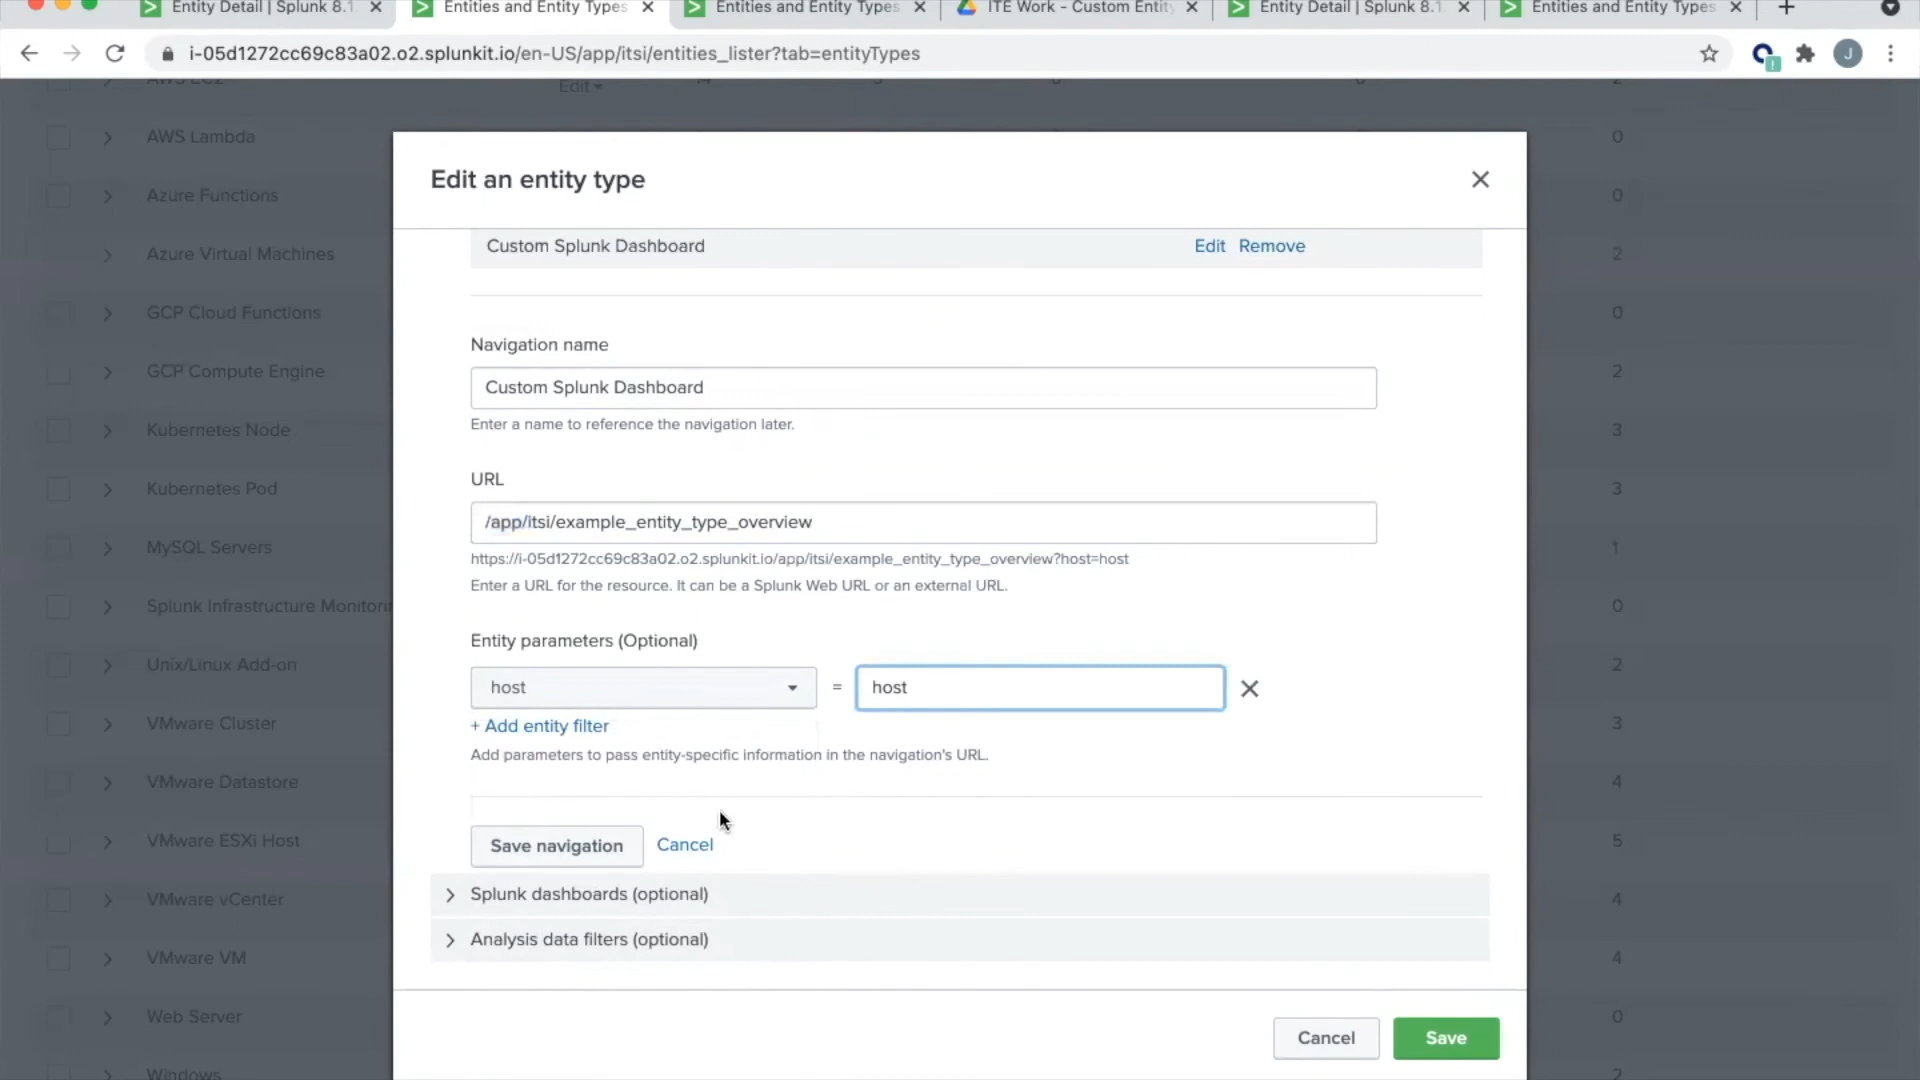 Entity Detail | Splunk 8.1.
Entities and Entity Types
Entities and Entity Types
ITE Work - Custom Entit
Entity Detail | Splunk 8.1.
Entities and Entity Types
i-05d1272cc69c83a02.o2.splunkit.io/en-US/app/itsi/entities_lister?tab=entityTypes
J
AWS EC2
Edit
AWS Lambda
0
Azure Functions
0
Azure Virtual Machines
2
GCP Cloud Functions
0
GCP Compute Engine
2
Kubernetes Node
3
Kubernetes Pod
3
MySQL Servers
1
Splunk Infrastructure Monitorin
0
Unix/Linux Add-on
2
VMware Cluster
3
VMware Datastore
4
VMware ESXi Host
5
VMware vCenter
4
VMware VM
4
Web Server
0
Windows
2
Edit an entity type
Custom Splunk Dashboard Edit Remove
Navigation name
Custom Splunk Dashboard
Enter a name to reference the navigation later.
URL
/app/itsi/example_entity_type_overview
https://i-05d1272cc69c83a02.o2.splunkit.io/app/itsi/example_entity_type_overview?host=host
Enter a URL for the resource. It can be a Splunk Web URL or an external URL.
Entity parameters (Optional)
host = host
+ Add entity filter
Add parameters to pass entity-specific information in the navigation's URL.
Save navigation Cancel
Splunk dashboards (optional)
Analysis data filters (optional)
Cancel Save